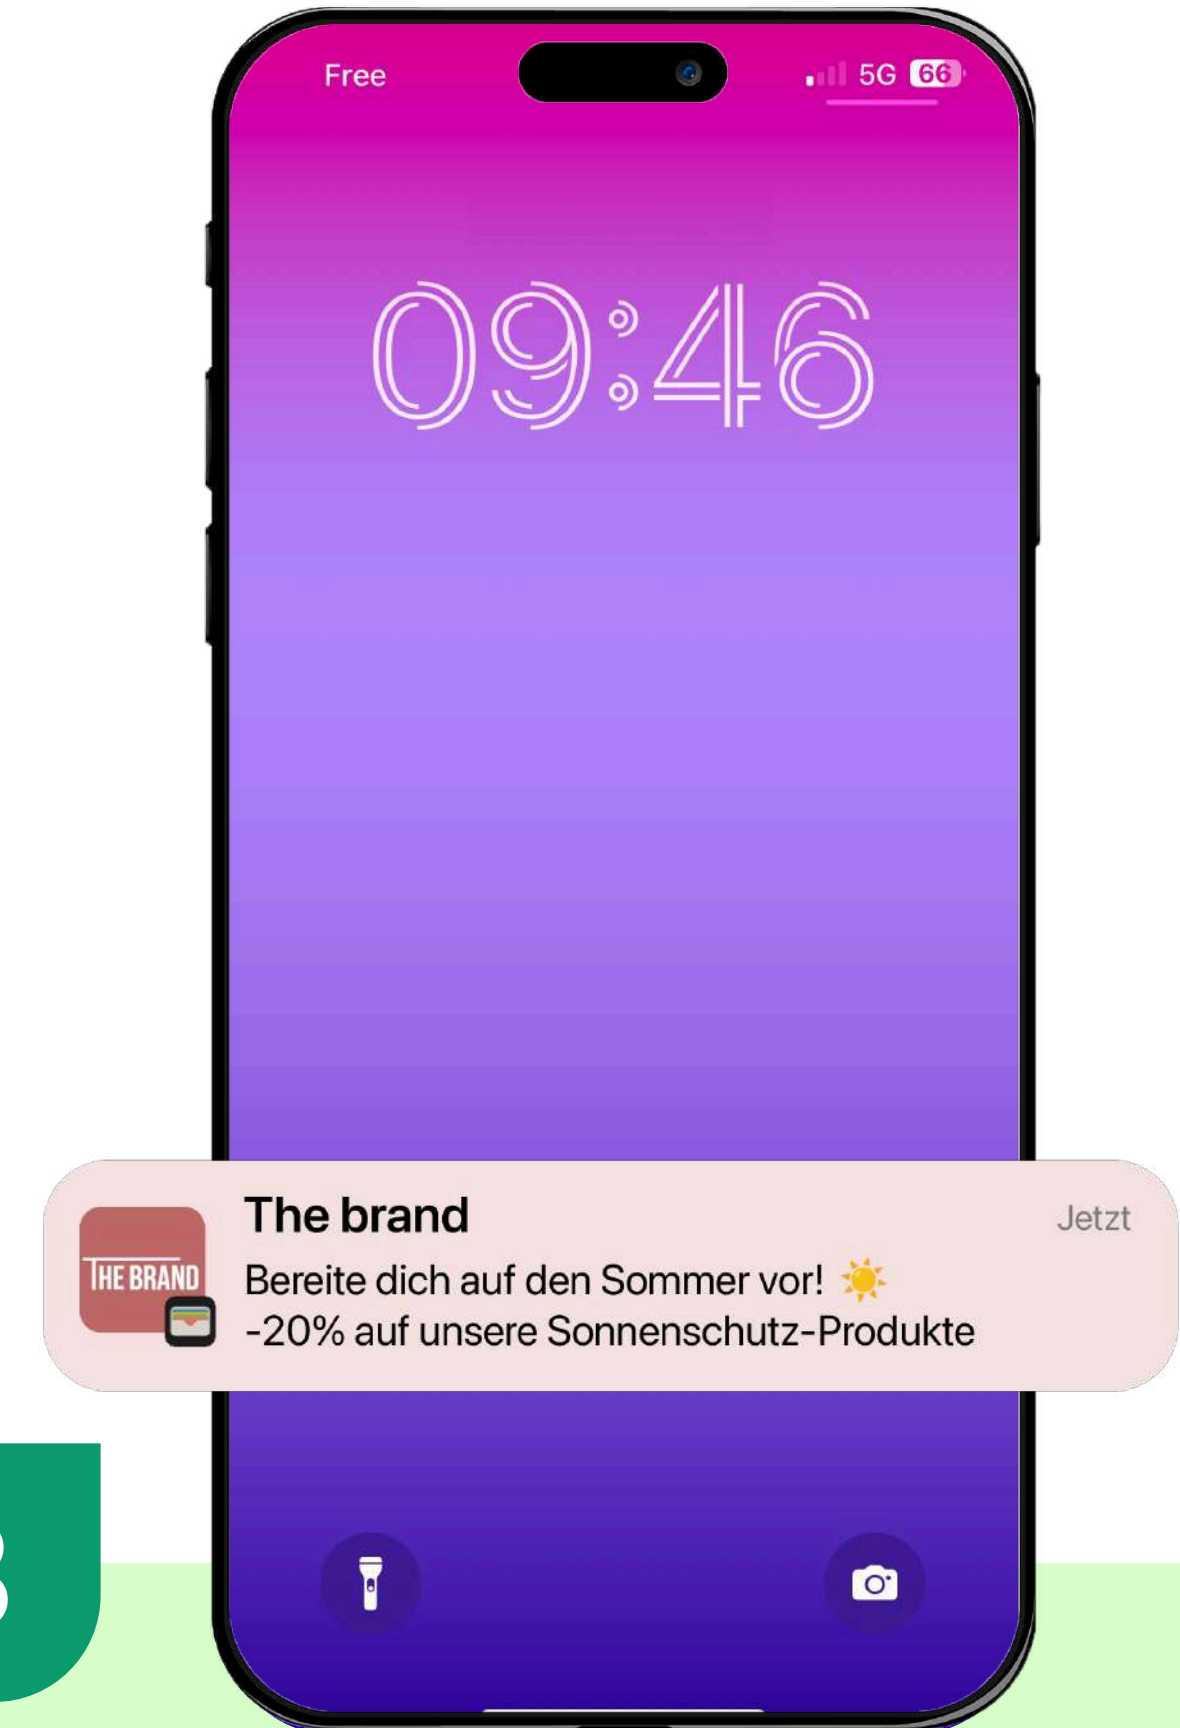 Free
5G 66
09:46
The brand
Jetzt
THE BRAND
Bereite dich auf den Sommer vor!
-20% auf unsere Sonnenschutz-Produkte